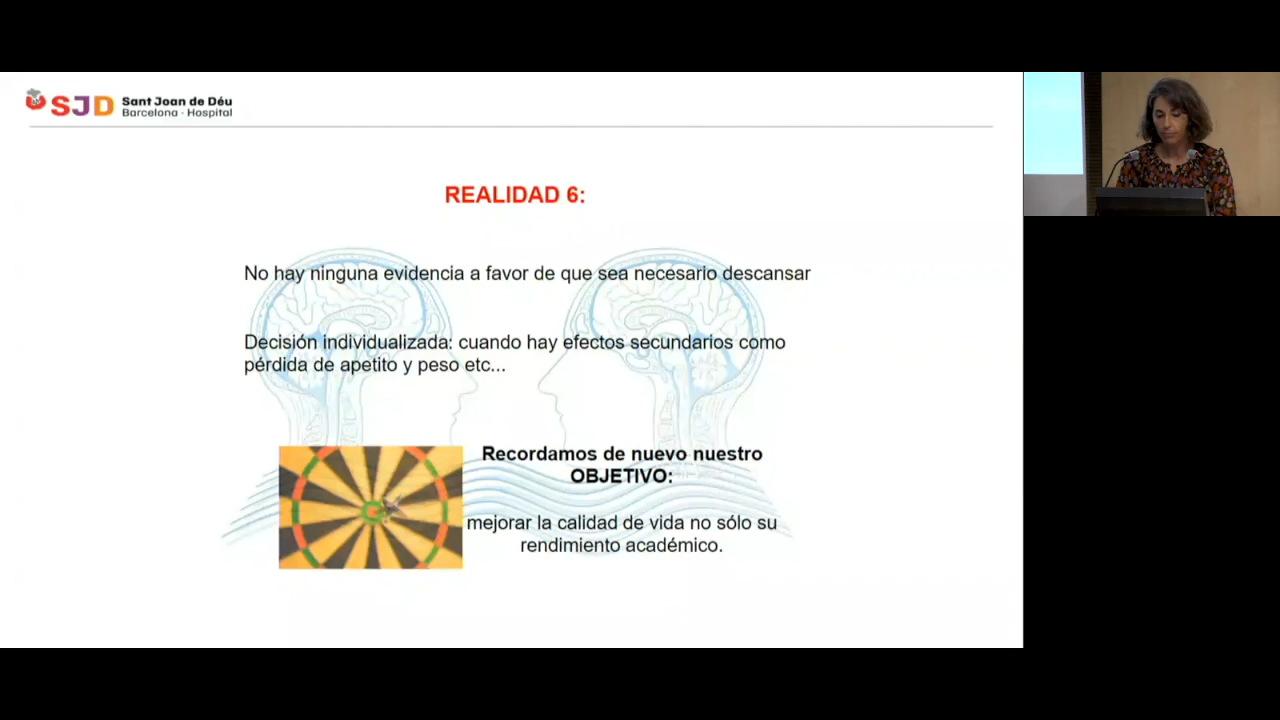 SJD Sant Joan de Déu
Barcelona · Hospital
REALIDAD 6:
No hay ninguna evidencia a favor de que sea necesario descansar
Decisión individualizada: cuando hay efectos secundarios como
pérdida de apetito y peso etc...
Recordamos de nuevo nuestro
OBJETIVO:
mejorar la calidad de vida no sólo su
rendimiento académico.